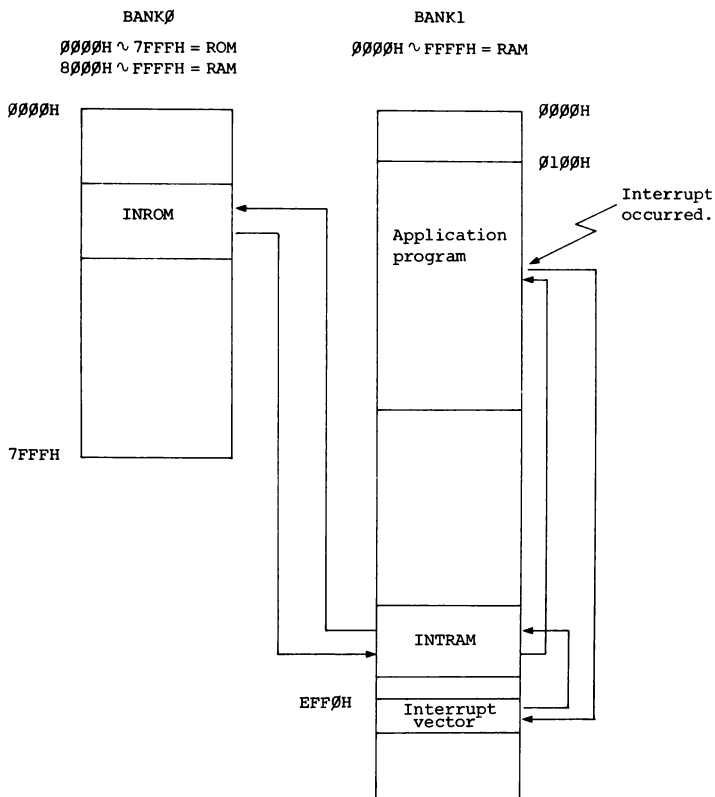 BANKØ
ØØØØH ~ 7FFFH = ROM
8ØØØH ~ FFFFH = RAM
BANK1
ØØØØH ~ FFFFH = RAM
ØØØØH
INROM
7FFFH
ØØØØH
Ø1ØØH
Interrupt
occurred.
Application
program
INTRAM
EFFØH
Interrupt
vector